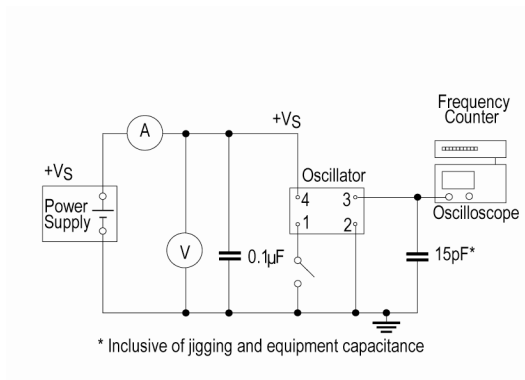 Frequency
Counter
+VS
A
Oscillator
+VS
4 3
1 2
Power
Supply
Oscilloscope
V
0.1µF
15pF*
* Inclusive of jigging and equipment capacitance